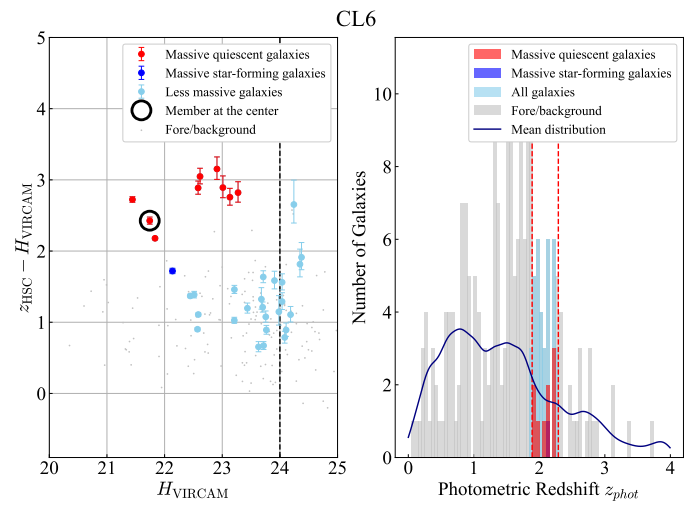 CL6
5
4
3
2
1
0
20
21
22
23
24
25
z_HSC − H_VIRCAM
H_VIRCAM
Massive quiescent galaxies
Massive star-forming galaxies
Less massive galaxies
Member at the center
Fore/background
10
8
6
4
2
0
0
1
2
3
4
Number of Galaxies
Photometric Redshift z_phot
Massive quiescent galaxies
Massive star-forming galaxies
All galaxies
Fore/background
Mean distribution